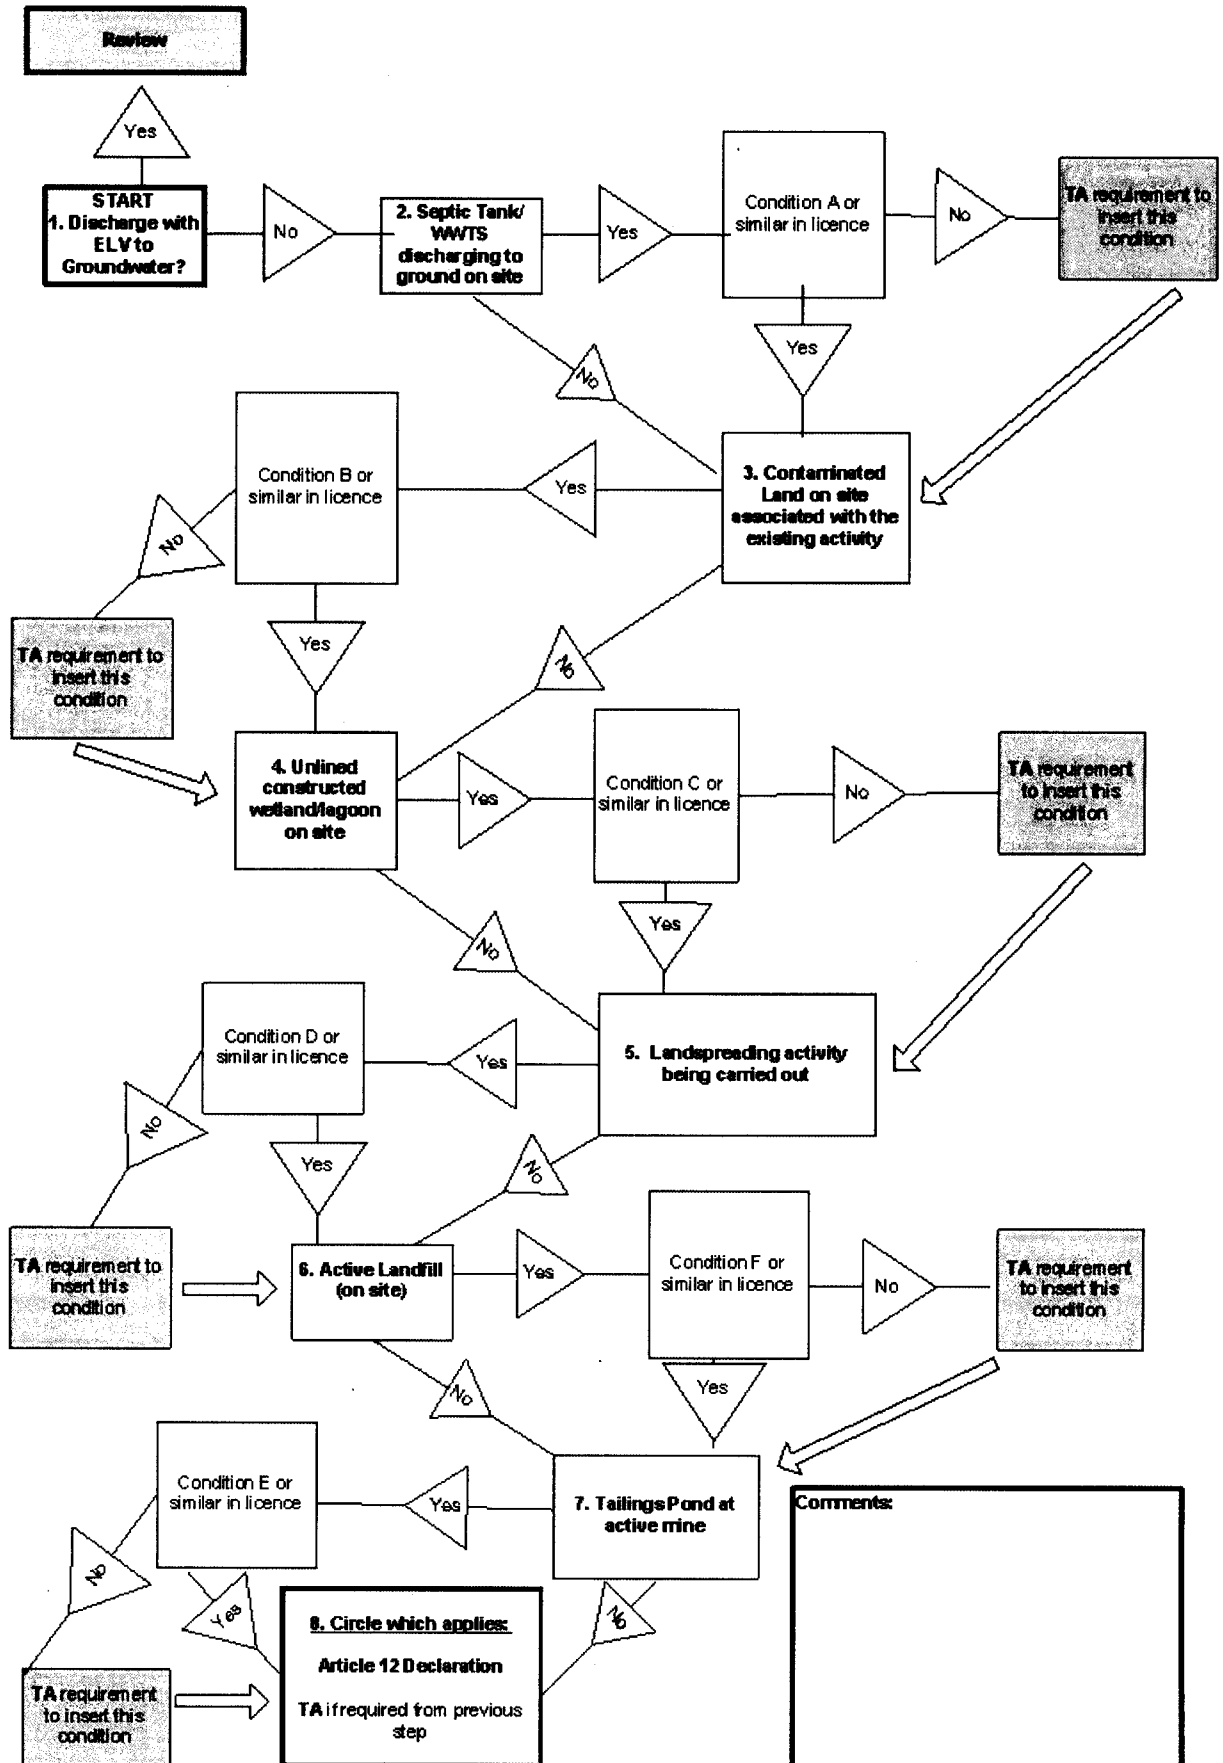 Review
Yes
START
1. Discharge with
ELV to
Groundwater?
No
2. Septic Tank/
WWTS
discharging to
ground on site
Yes
Condition A or
similar in licence
No
TA requirement to
insert this
condition
Yes
No
3. Contaminated
Land on site
associated with the
existing activity
Yes
Condition B or
similar in licence
No
TA requirement to
insert this
condition
Yes
No
4. Unlined
constructed
wetland/lagoon
on site
Yes
Condition C or
similar in licence
No
TA requirement
to insert this
condition
Yes
No
5. Landspreading activity
being carried out
Yes
Condition D or
similar in licence
No
TA requirement to
insert this
condition
Yes
No
6. Active Landfill
(on site)
Yes
Condition F or
similar in licence
No
TA requirement
to insert this
condition
Yes
No
7. Tailings Pond at
active mine
Yes
Condition E or
similar in licence
No
TA requirement
to insert this
condition
Yes
No
8. Circle which applies:
Article 12 Declaration
TA if required from previous
step
Comments: